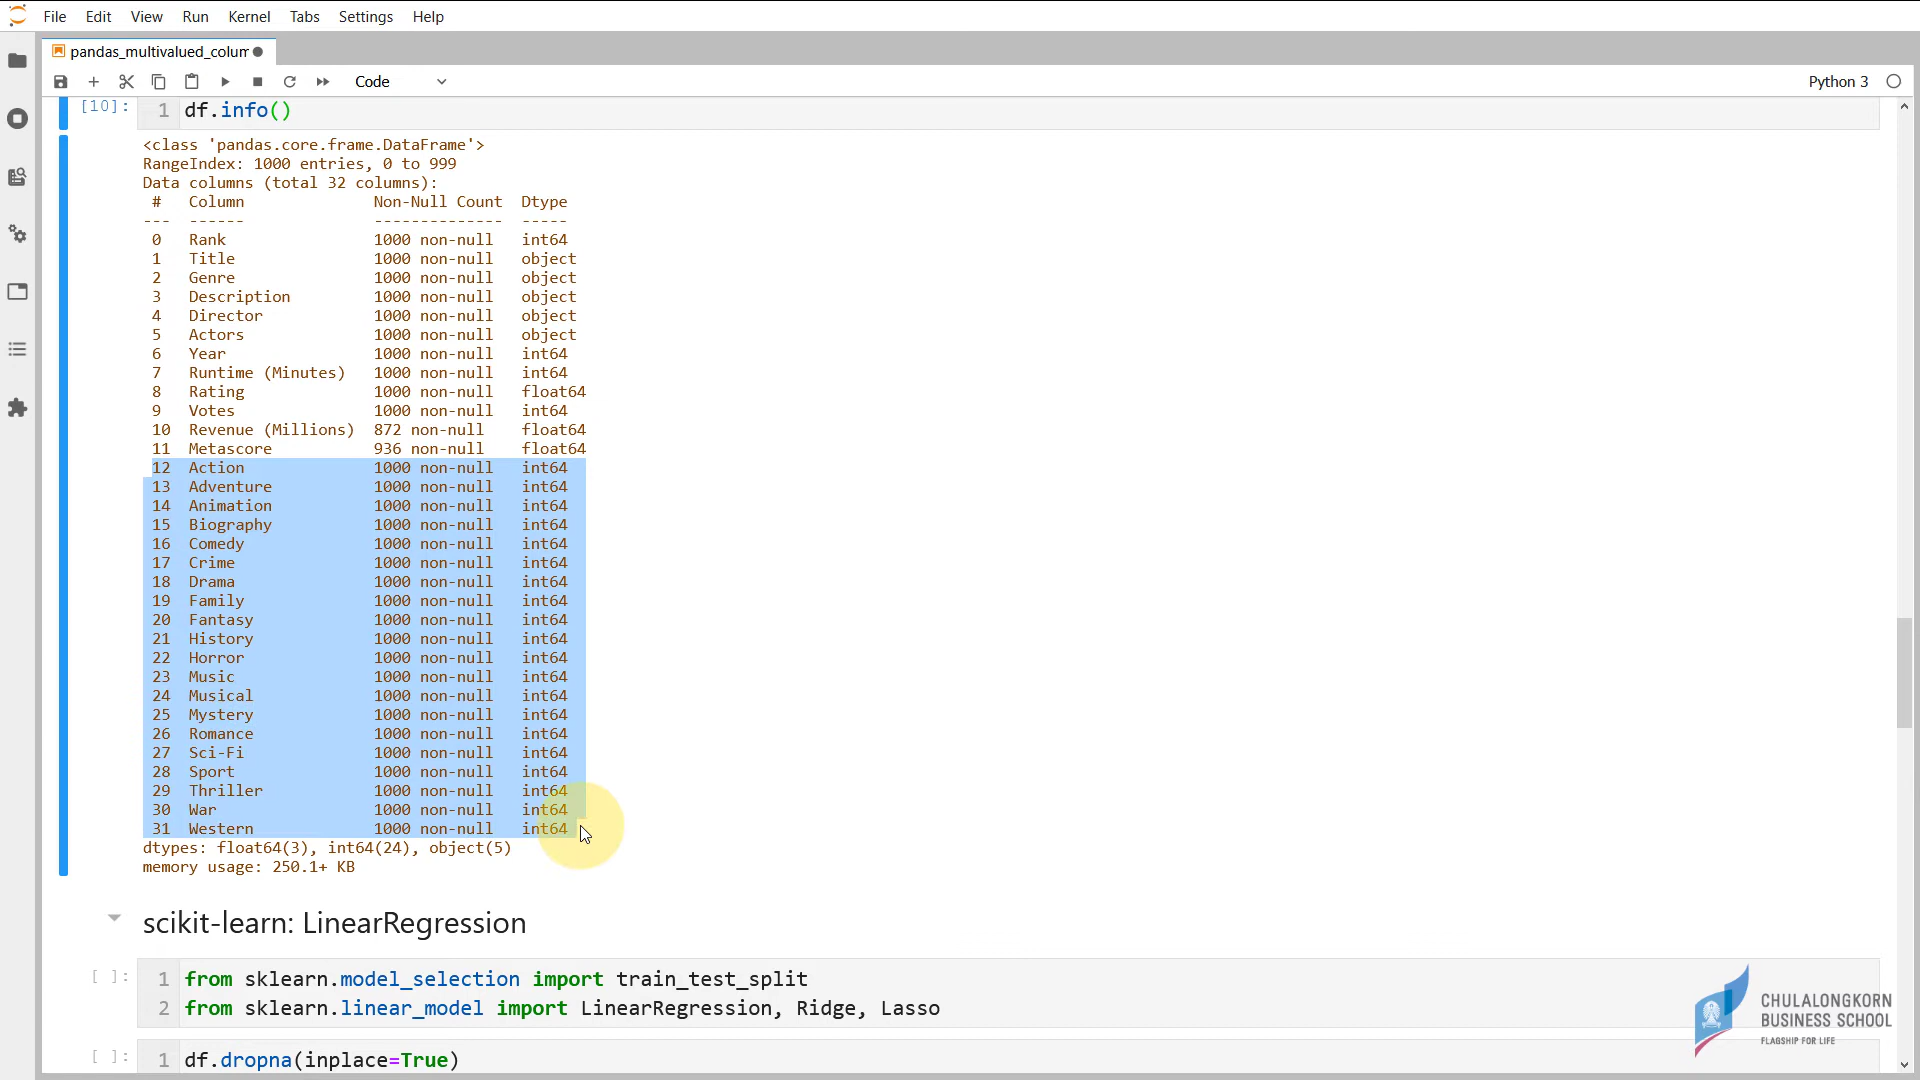 File Edit View Run Kernel Tabs Settings Help
pandas_multivalued_colum
Code
Python 3
[10]: 1 df.info()
<class 'pandas.core.frame.DataFrame'>
RangeIndex: 1000 entries, 0 to 999
Data columns (total 32 columns):
# Column Non-Null Count Dtype
--- ------ -------------- -----
0 Rank 1000 non-null int64
1 Title 1000 non-null object
2 Genre 1000 non-null object
3 Description 1000 non-null object
4 Director 1000 non-null object
5 Actors 1000 non-null object
6 Year 1000 non-null int64
7 Runtime (Minutes) 1000 non-null int64
8 Rating 1000 non-null float64
9 Votes 1000 non-null int64
10 Revenue (Millions) 872 non-null float64
11 Metascore 936 non-null float64
12 Action 1000 non-null int64
13 Adventure 1000 non-null int64
14 Animation 1000 non-null int64
15 Biography 1000 non-null int64
16 Comedy 1000 non-null int64
17 Crime 1000 non-null int64
18 Drama 1000 non-null int64
19 Family 1000 non-null int64
20 Fantasy 1000 non-null int64
21 History 1000 non-null int64
22 Horror 1000 non-null int64
23 Music 1000 non-null int64
24 Musical 1000 non-null int64
25 Mystery 1000 non-null int64
26 Romance 1000 non-null int64
27 Sci-Fi 1000 non-null int64
28 Sport 1000 non-null int64
29 Thriller 1000 non-null int64
30 War 1000 non-null int64
31 Western 1000 non-null int64
dtypes: float64(3), int64(24), object(5)
memory usage: 250.1+ KB
scikit-learn: LinearRegression
[ ]: 1 from sklearn.model_selection import train_test_split
2 from sklearn.linear_model import LinearRegression, Ridge, Lasso
[ ]: 1 df.dropna(inplace=True)
CHULALONGKORN
BUSINESS SCHOOL
FLAGSHIP FOR LIFE